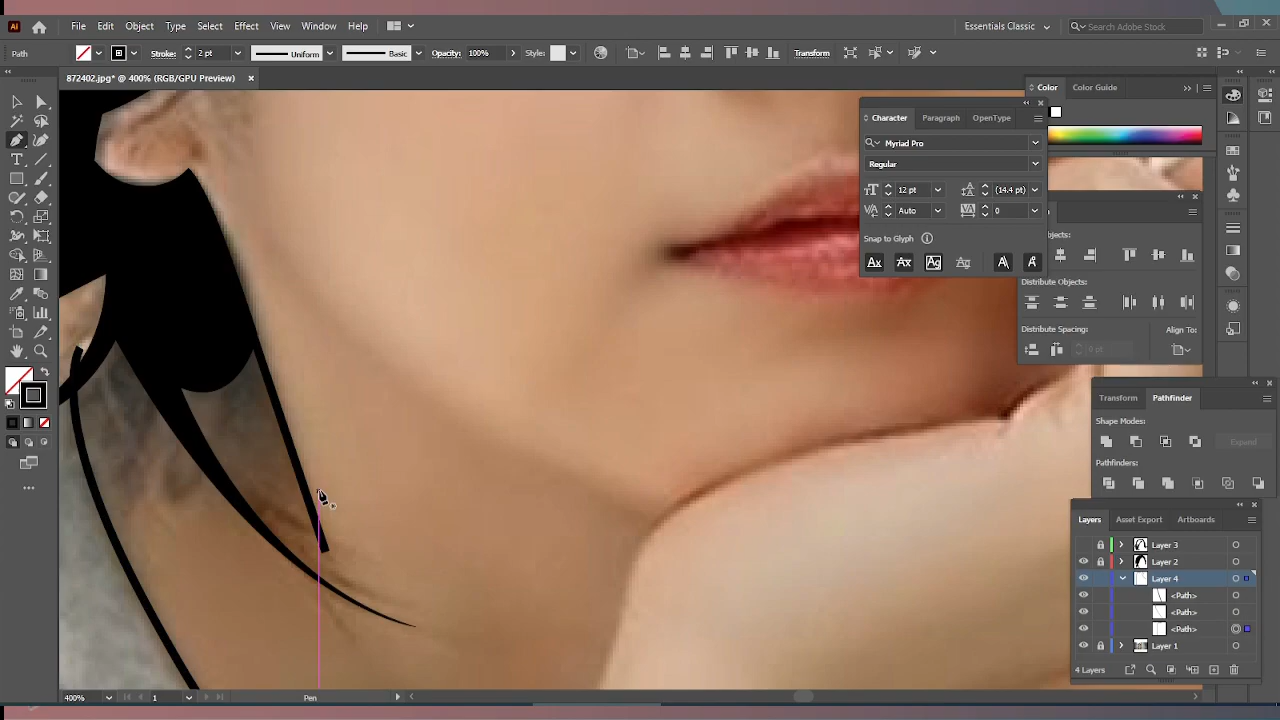 Ai File Edit Object Type Select Effect View Window Help Essentials Classic Search Adobe Stock
Path Stroke: 2 pt Uniform Basic Opacity: 100% Style: Transform
872402.jpg* @ 400% (RGB/GPU Preview)
Color Color Guide
Character Paragraph OpenType
Myriad Pro
Regular
12 pt (14.4 pt)
Auto 0
Snap to Glyph
Distribute Objects:
Distribute Spacing: Align To:
0 pt
Transform Pathfinder
Shape Modes:
Expand
Pathfinders:
Layers Asset Export Artboards
Layer 3
Layer 2
Layer 4
<Path>
<Path>
<Path>
Layer 1
4 Layers
400% 1 Pen